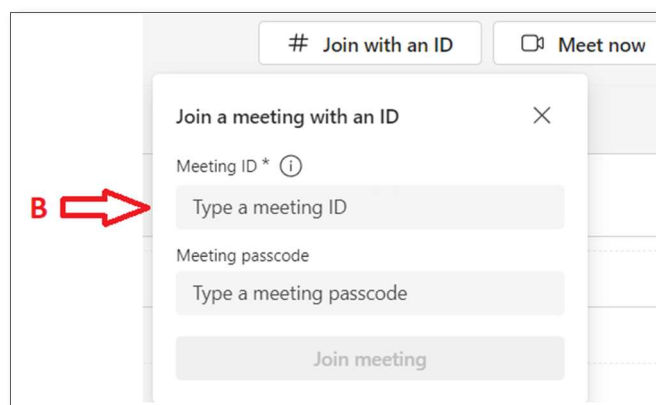 # Join with an ID
Meet now
Join a meeting with an ID
Meeting ID *
B
Type a meeting ID
Meeting passcode
Type a meeting passcode
Join meeting